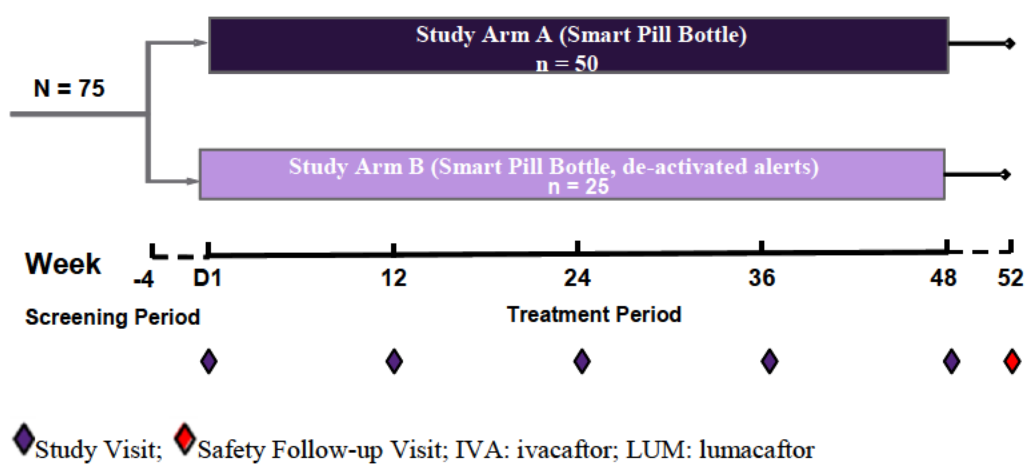 Study Arm A (Smart Pill Bottle)
n = 50
N = 75
Study Arm B (Smart Pill Bottle, de-activated alerts)
n = 25
Week
-4 D1 12 24 36 48 52
Screening Period Treatment Period
Study Visit; Safety Follow-up Visit; IVA: ivacaftor; LUM: lumacaftor